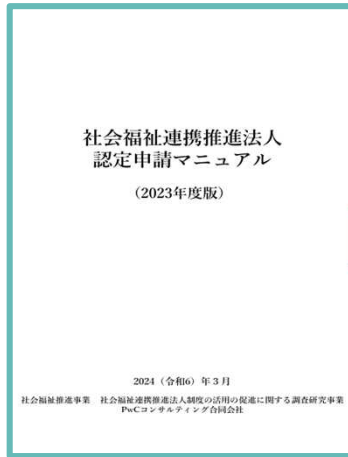 社会福祉連携推進法人
認定申請マニュアル
（2023年度版）
2024（令和6）年３月
社会福祉推進事業　社会福祉連携推進法人制度の活用の促進に関する調査研究事業
PwCコンサルティング合同会社